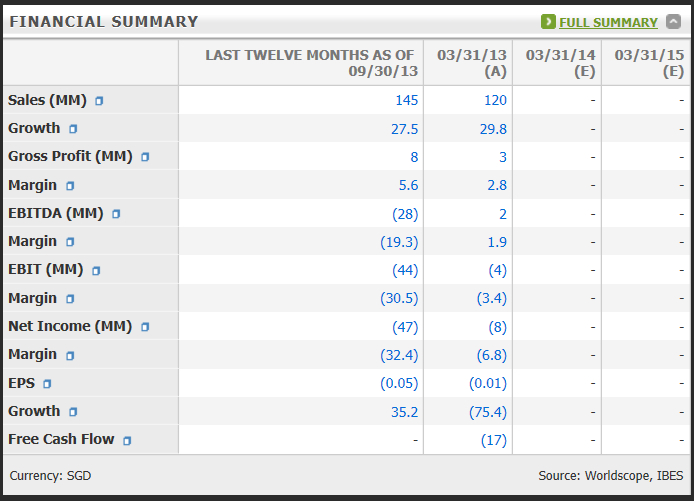 FINANCIAL SUMMARY FULL SUMMARY
LAST TWELVE MONTHS AS OF 03/31/13 03/31/14 03/31/15
09/30/13 (A) (E) (E)
Sales (MM) 145 120 - -
Growth 27.5 29.8 - -
Gross Profit (MM) 8 3 - -
Margin 5.6 2.8 - -
EBITDA (MM) (28) 2 - -
Margin (19.3) 1.9 - -
EBIT (MM) (44) (4) - -
Margin (30.5) (3.4) - -
Net Income (MM) (47) (8) - -
Margin (32.4) (6.8) - -
EPS (0.05) (0.01) - -
Growth 35.2 (75.4) - -
Free Cash Flow - (17) - -
Currency: SGD Source: Worldscope, IBES